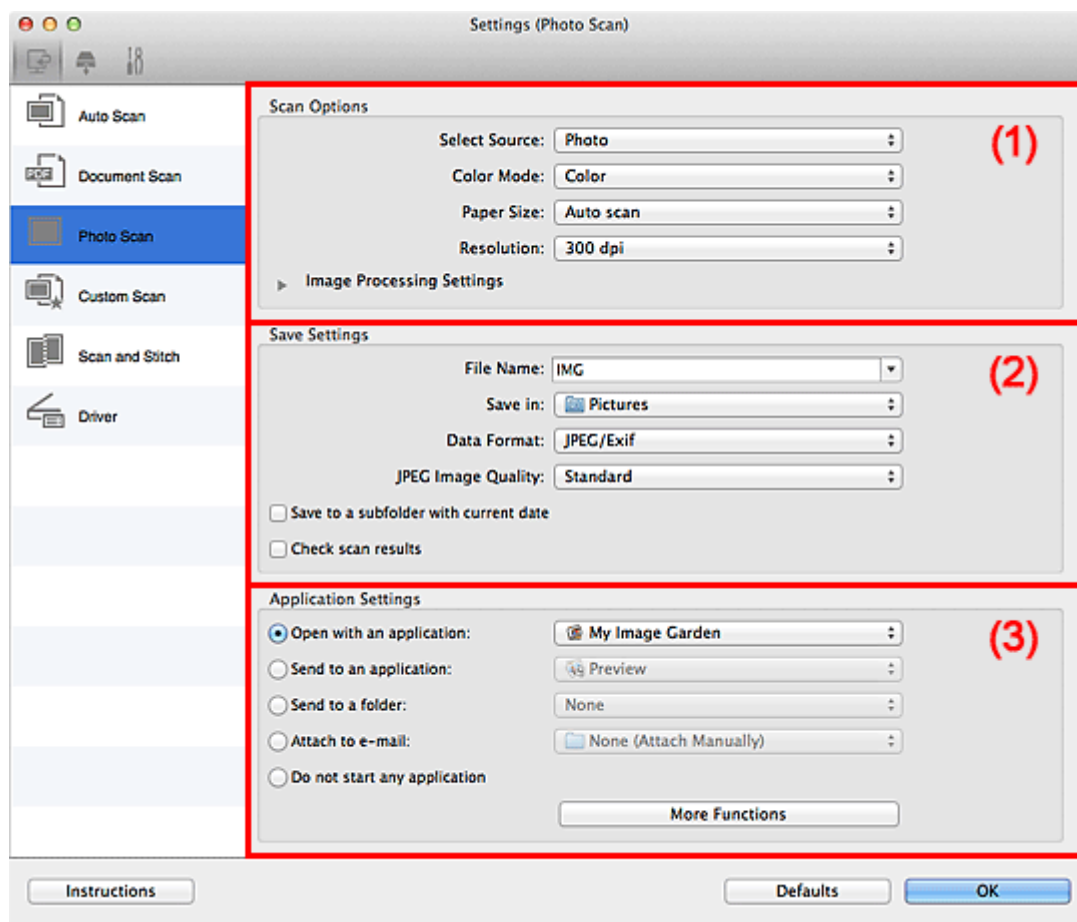 Settings (Photo Scan)
Auto Scan
Document Scan
Photo Scan
Custom Scan
Scan and Stitch
Driver
Scan Options
(1)
Select Source: Photo
Color Mode: Color
Paper Size: Auto scan
Resolution: 300 dpi
Image Processing Settings
Save Settings
(2)
File Name: IMG
Save in: Pictures
Data Format: JPEG/Exif
JPEG Image Quality: Standard
Save to a subfolder with current date
Check scan results
Application Settings
(3)
Open with an application: My Image Garden
Send to an application: Preview
Send to a folder: None
Attach to e-mail: None (Attach Manually)
Do not start any application
More Functions
Instructions
Defaults
OK